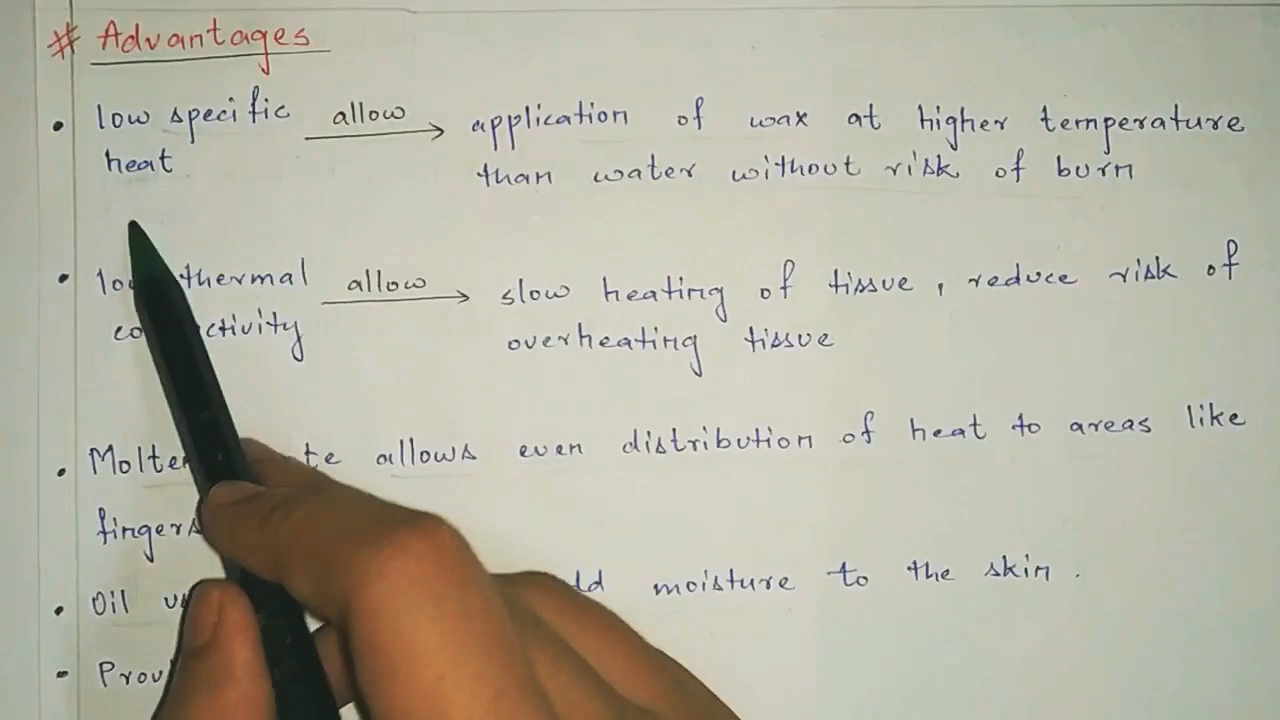 # Advantages
• low specific allow → application of wax at higher temperature
heat than water without risk of burn
• thermal allow → slow heating of tissue, reduce risk of
overheating tissue
• allows even distribution of heat to areas like
fingers
• Oil moisture to the skin.
-